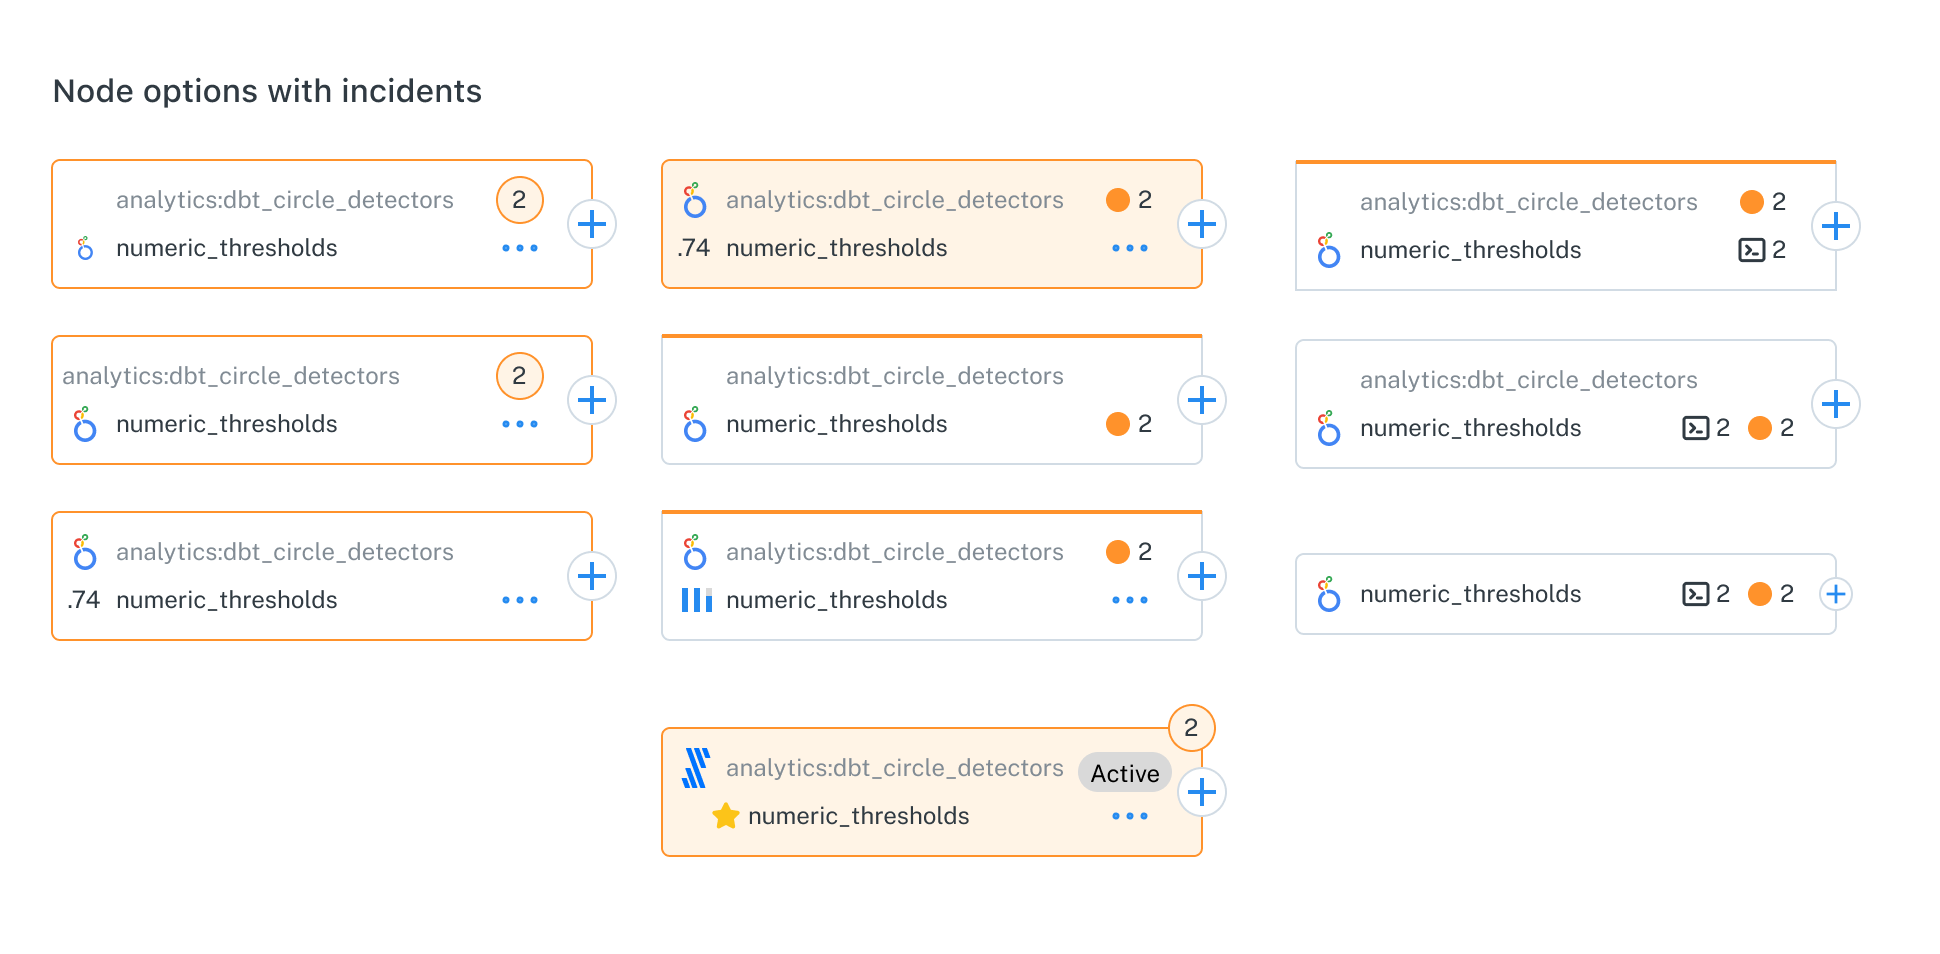 Node options with incidents
analytics:dbt_circle_detectors 2
numeric_thresholds
analytics:dbt_circle_detectors 2
.74 numeric_thresholds
analytics:dbt_circle_detectors 2
numeric_thresholds 2
analytics:dbt_circle_detectors 2
numeric_thresholds
analytics:dbt_circle_detectors
numeric_thresholds 2
analytics:dbt_circle_detectors
numeric_thresholds 2 2
analytics:dbt_circle_detectors
.74 numeric_thresholds
analytics:dbt_circle_detectors 2
numeric_thresholds
numeric_thresholds 2 2
2
analytics:dbt_circle_detectors Active
numeric_thresholds